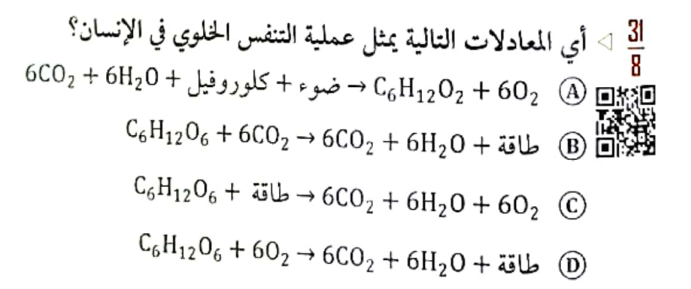 31/8 ◁ أي المعادلات التالية يمثل عملية التنفس الخلوي في الإنسان؟
Ⓐ 6CO₂ + 6H₂O + ضوء + كلوروفيل → C₆H₁₂O₂ + 6O₂
Ⓑ C₆H₁₂O₆ + 6CO₂ → 6CO₂ + 6H₂O + طاقة
Ⓒ C₆H₁₂O₆ + طاقة → 6CO₂ + 6H₂O + 6O₂
Ⓓ C₆H₁₂O₆ + 6O₂ → 6CO₂ + 6H₂O + طاقة